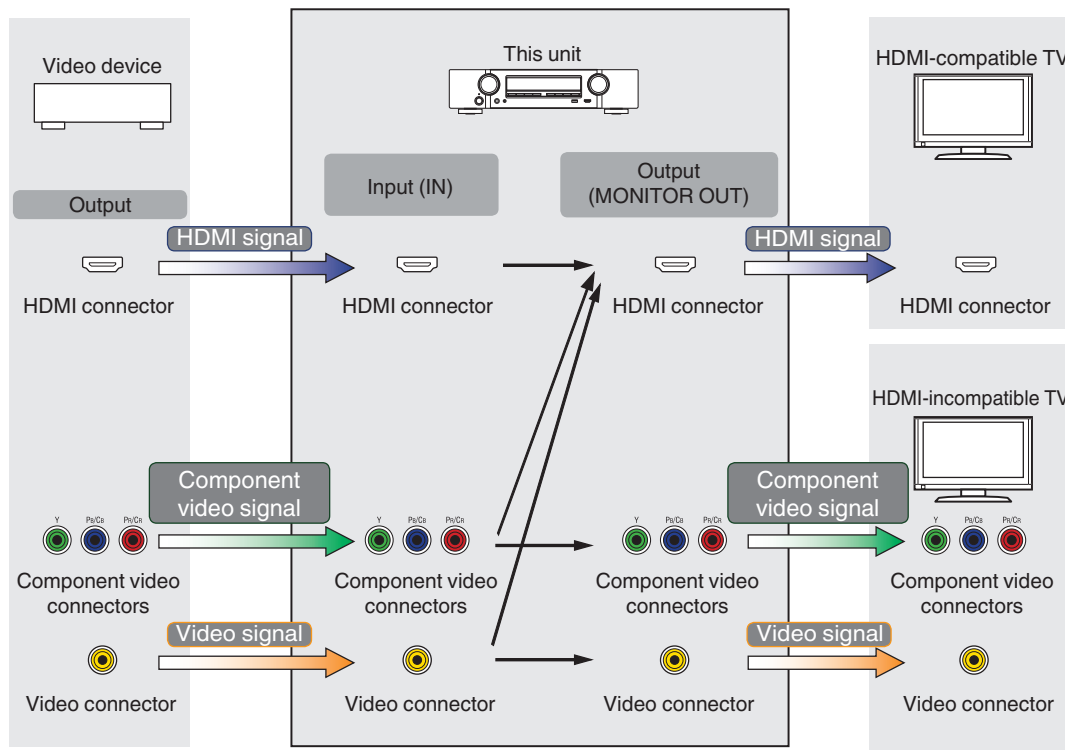 Video device
This unit
HDMI-compatible TV
Output
Input (IN)
Output
(MONITOR OUT)
HDMI signal
HDMI signal
HDMI connector
HDMI connector
HDMI connector
HDMI connector
HDMI-incompatible TV
Component
video signal
Component
video signal
Y PB/CB PR/CR
Y PB/CB PR/CR
Y PB/CB PR/CR
Y PB/CB PR/CR
Component video
connectors
Component video
connectors
Component video
connectors
Component video
connectors
Video signal
Video signal
Video connector
Video connector
Video connector
Video connector